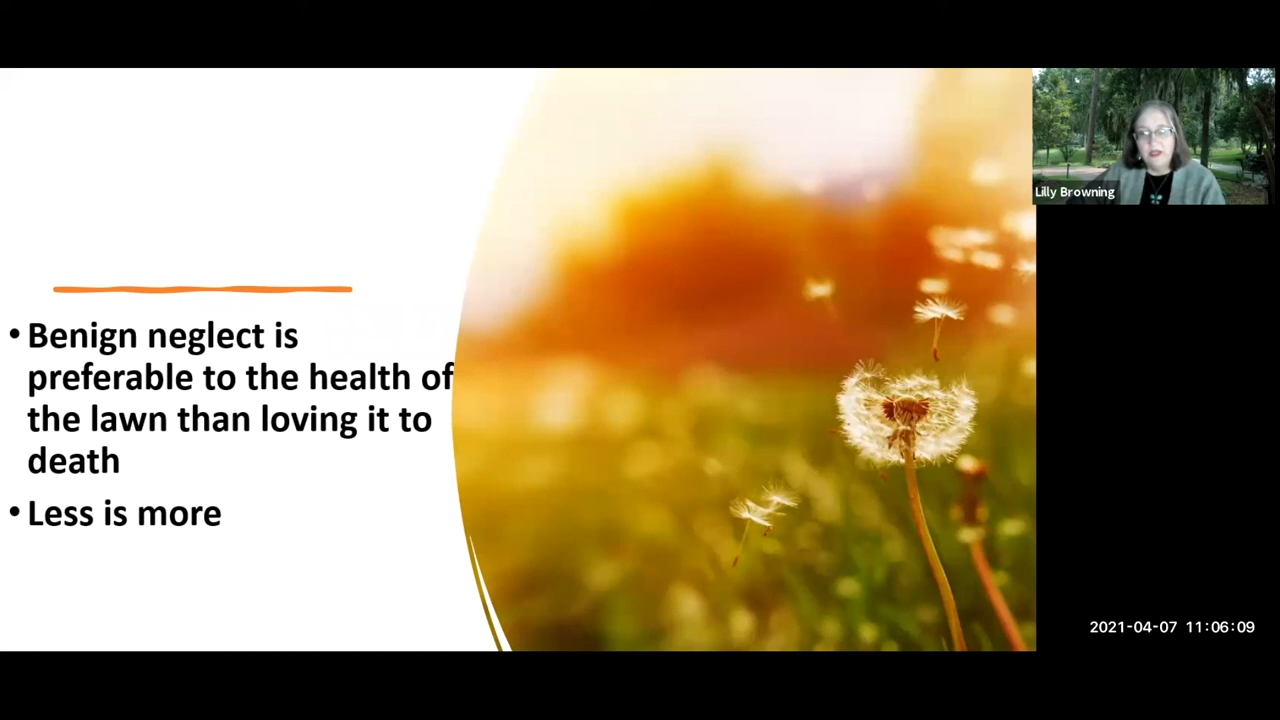 Lilly Browning
• Benign neglect is
preferable to the health of
the lawn than loving it to
death
• Less is more
2021-04-07 11:06:09